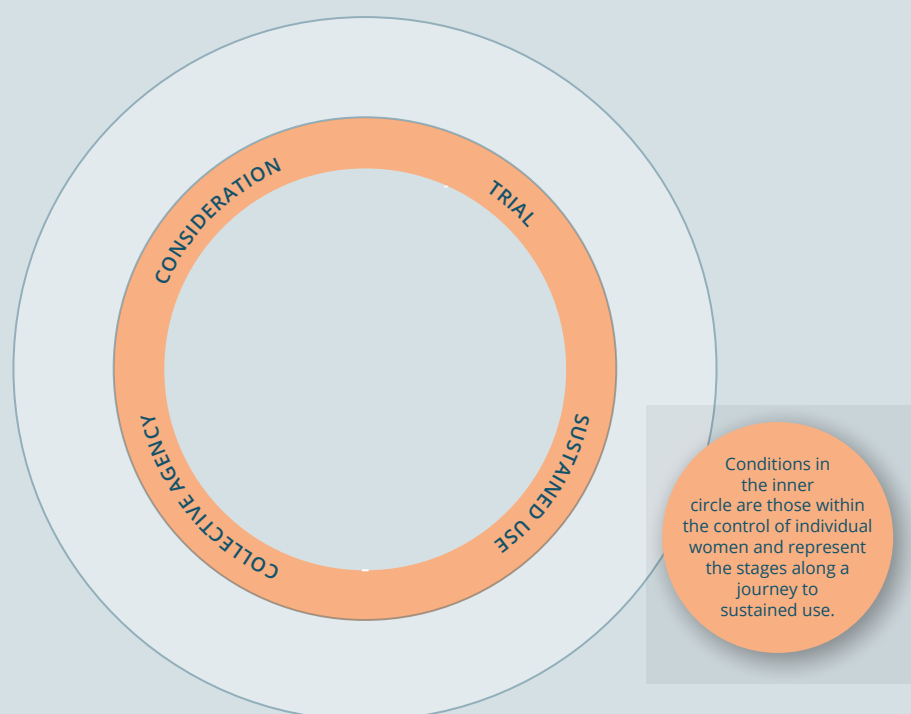 CONSIDERATION
TRIAL
SUSTAINED USE
COLLECTIVE AGENCY
Conditions in
the inner
circle are those within
the control of individual
women and represent
the stages along a
journey to
sustained use.